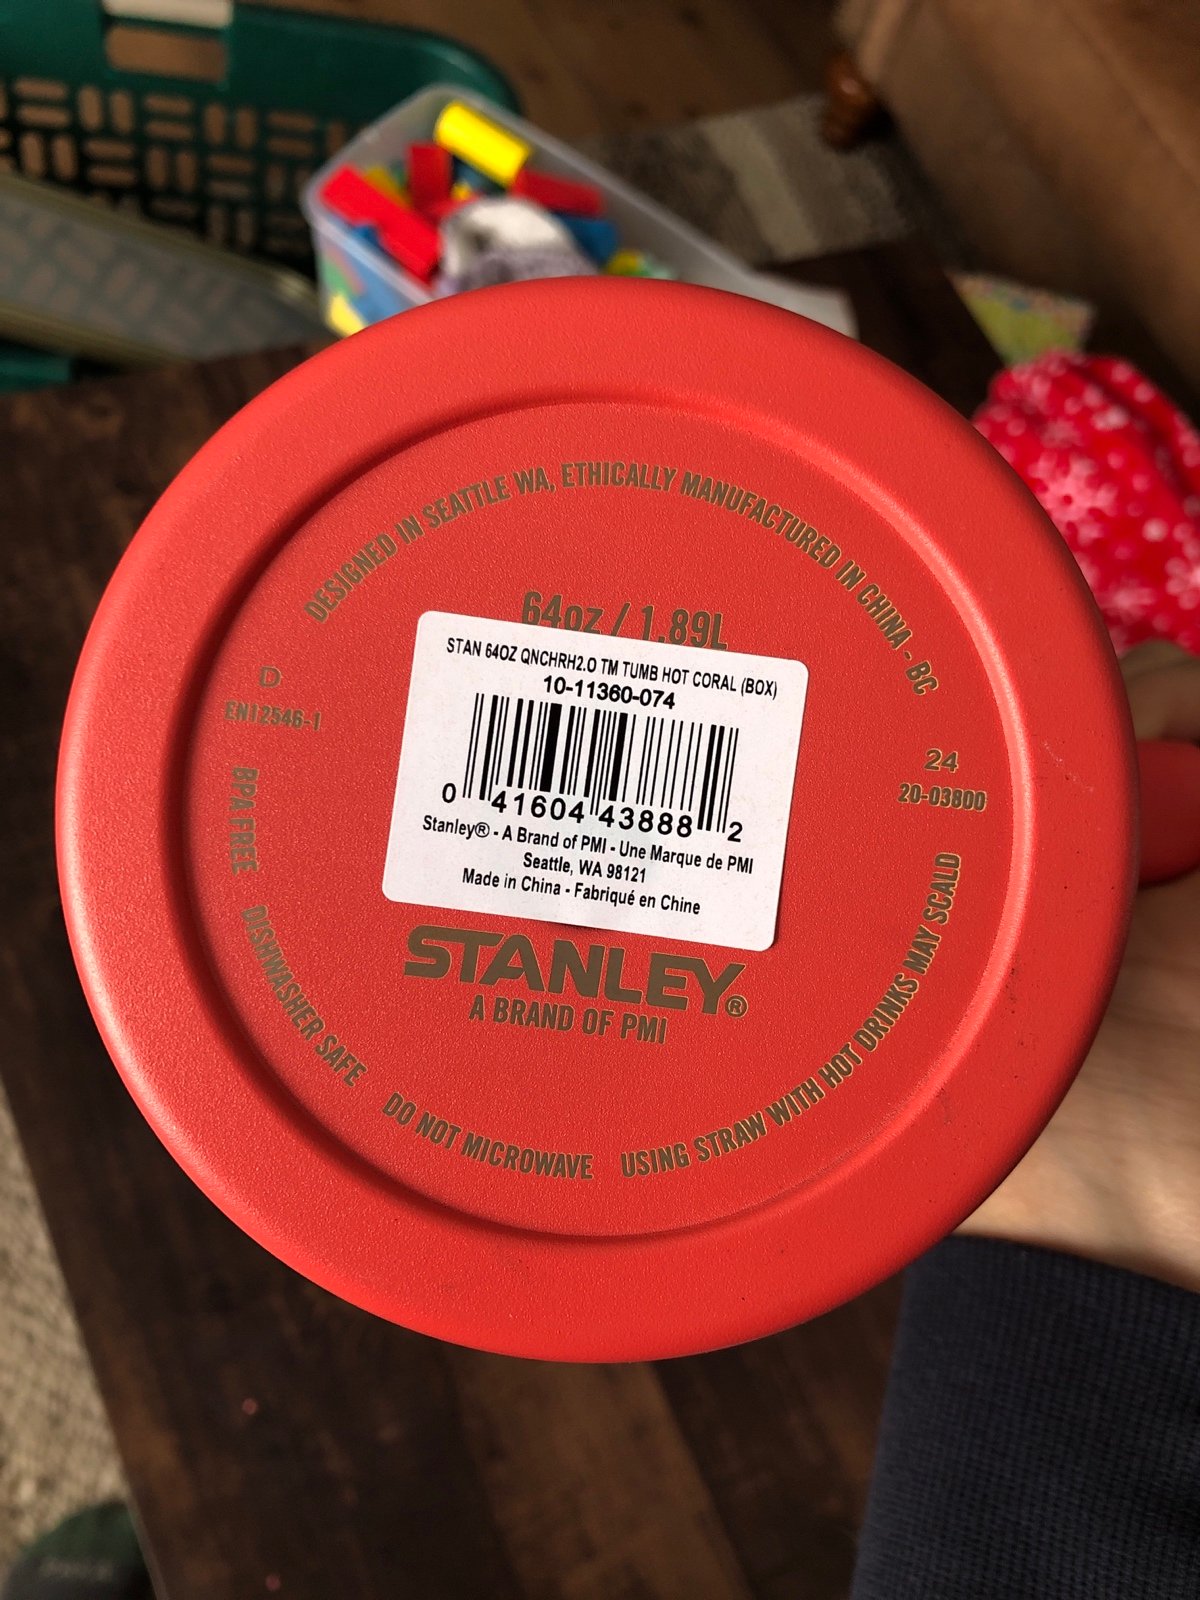 DESIGNED IN SEATTLE WA, ETHICALLY MANUFACTURED IN CHINA - BC
64oz / 1.89L
STAN 64OZ QNCHRH2.O TM TUMB HOT CORAL (BOX)
10-11360-074
0 41604 43888 2
Stanley® - A Brand of PMI - Une Marque de PMI
Seattle, WA 98121
Made in China - Fabriqué en Chine
D
EN12546-1
24
20-03800
STANLEY®
A BRAND OF PMI
BPA FREE
DISHWASHER SAFE
DO NOT MICROWAVE
USING STRAW WITH HOT DRINKS MAY SCALD